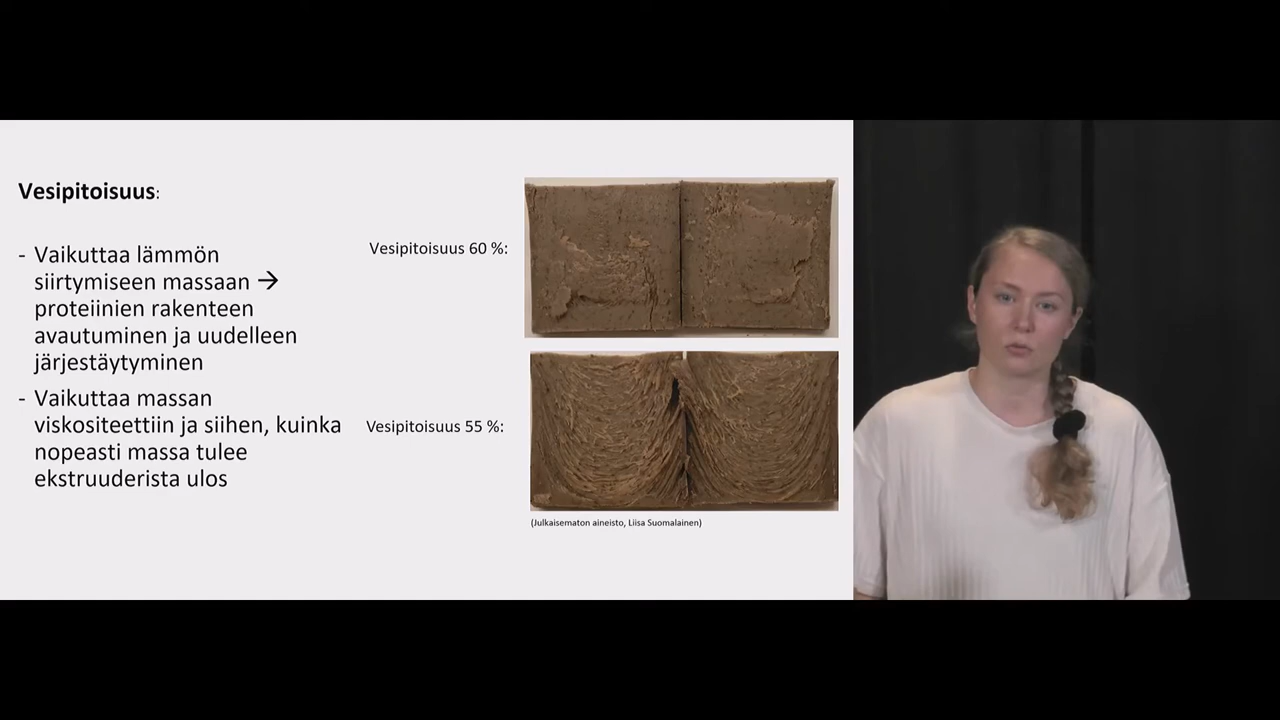 Vesipitoisuus:
- Vaikuttaa lämmön
siirtymiseen massaan →
proteiinien rakenteen
avautuminen ja uudelleen
järjestäytyminen
- Vaikuttaa massan
viskositeettiin ja siihen, kuinka
nopeasti massa tulee
ekstruuderista ulos
Vesipitoisuus 60 %:
Vesipitoisuus 55 %:
(Julkaisematon aineisto, Liisa Suomalainen)